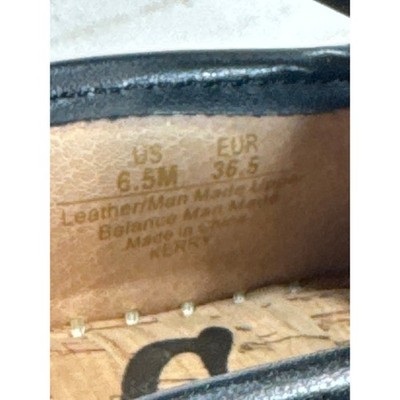 US EUR
6.5M 36.5
Leather/Man Made Upper
Balance Man Made
Made in China
KERRY